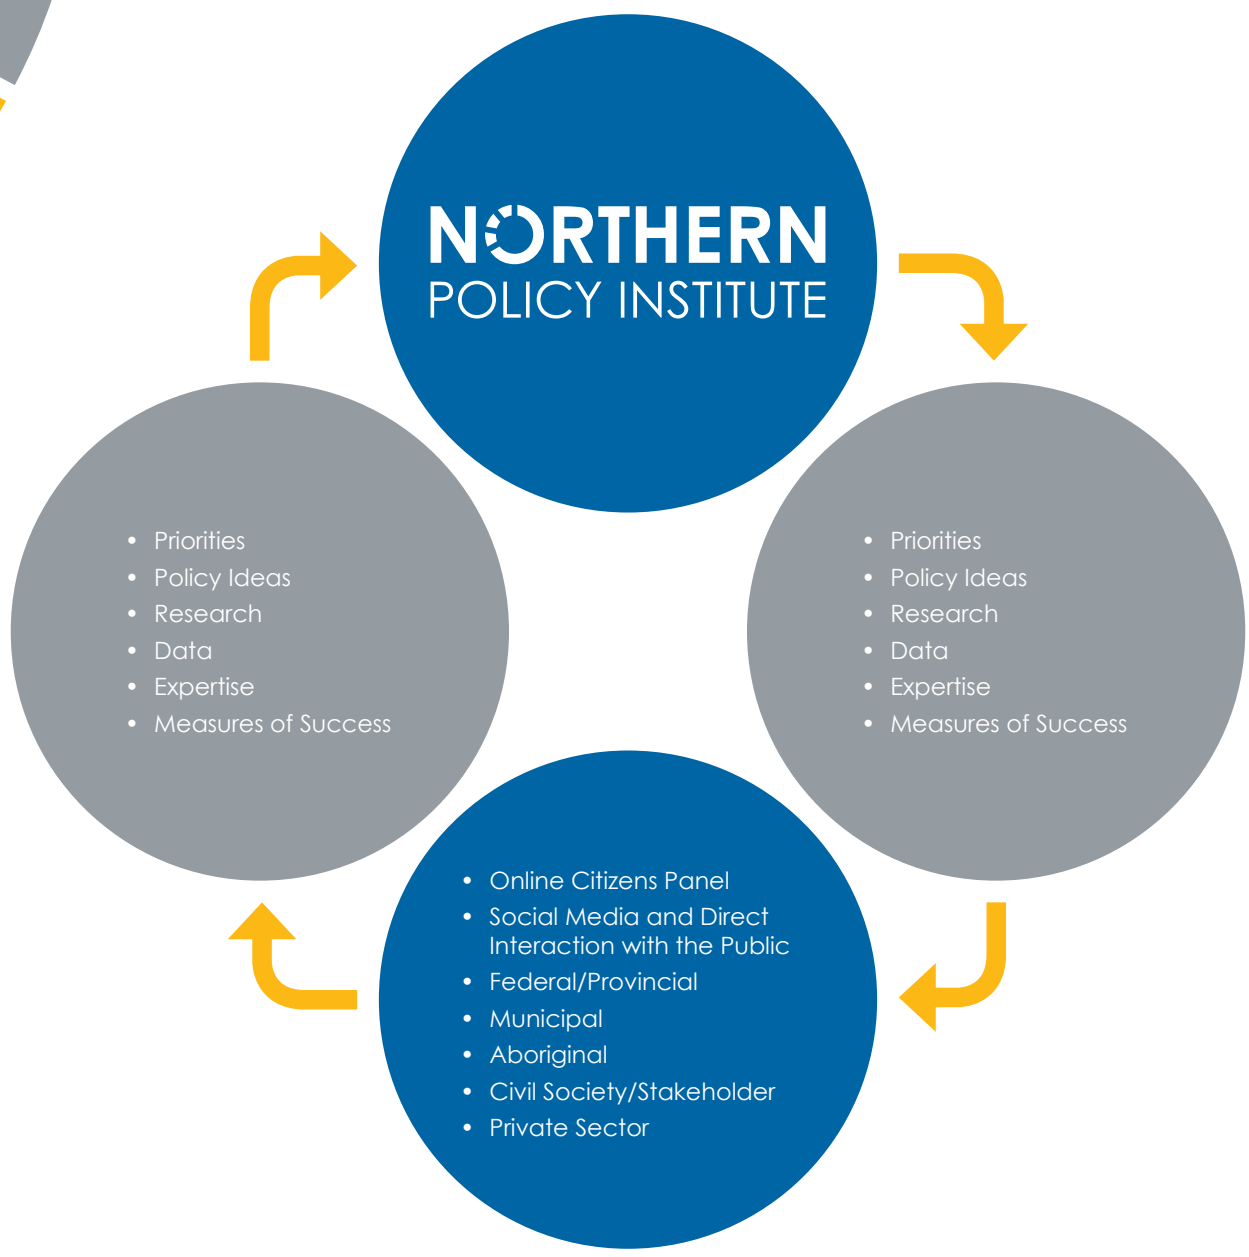 NORTHERN
POLICY INSTITUTE
• Priorities
• Policy Ideas
• Research
• Data
• Expertise
• Measures of Success
• Priorities
• Policy Ideas
• Research
• Data
• Expertise
• Measures of Success
• Online Citizens Panel
• Social Media and Direct
Interaction with the Public
• Federal/Provincial
• Municipal
• Aboriginal
• Civil Society/Stakeholder
• Private Sector